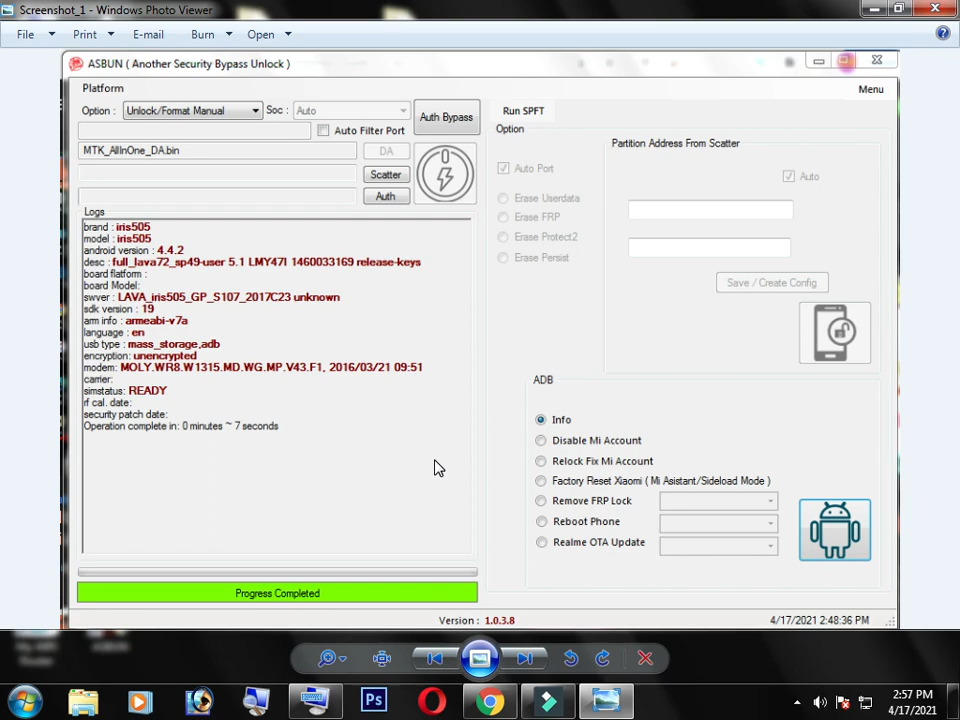 Screenshot_1 - Windows Photo Viewer
File Print E-mail Burn Open
ASBUN ( Another Security Bypass Unlock )
Platform
Menu
Option : Unlock/Format Manual Soc : Auto
Auth Bypass
Auto Filter Port
MTK_AllInOne_DA.bin
DA
Scatter
Auth
Logs
brand : iris505
model : iris505
android version : 4.4.2
desc : full_lava72_sp49-user 5.1 LMY47I 1460033169 release-keys
board flatform :
board Model:
swver : LAVA_iris505_GP_S107_2017C23 unknown
sdk version : 19
arm info : armeabi-v7a
language : en
usb type : mass_storage,adb
encryption: unencrypted
modem: MOLY.WR8.W1315.MD.WG.MP.V43.F1, 2016/03/21 09:51
carrier:
simstatus: READY
rf cal. date:
security patch date:
Operation complete in: 0 minutes ~ 7 seconds
Progress Completed
Run SPFT
Option
Auto Port
Erase Userdata
Erase FRP
Erase Protect2
Erase Persist
Partition Address From Scatter
Auto
Save / Create Config
ADB
Info
Disable Mi Account
Relock Fix Mi Account
Factory Reset Xiaomi ( Mi Asistant/Sideload Mode )
Remove FRP Lock
Reboot Phone
Realme OTA Update
Version : 1.0.3.8
4/17/2021 2:48:36 PM
Ps
2:57 PM
4/17/2021